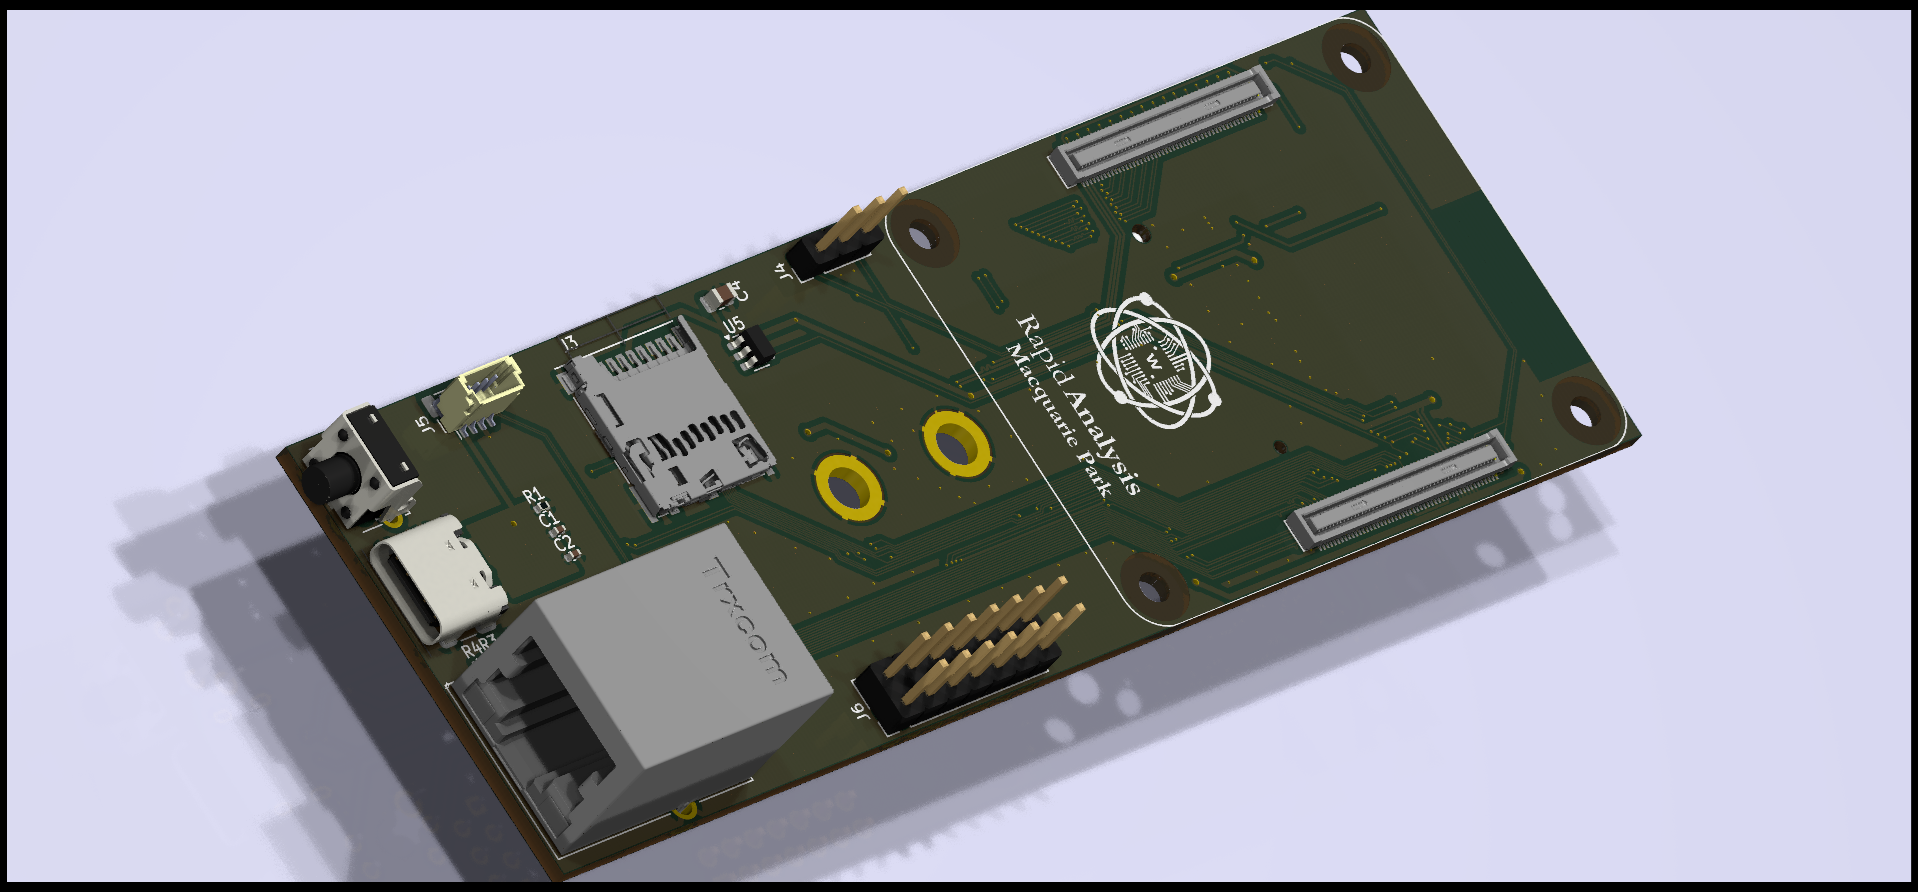 J4
C4
U5
J3
J5
R1
C1
C2
R4R3
Trxcom
J6
Rapid Analysis
Macquarie Park
W